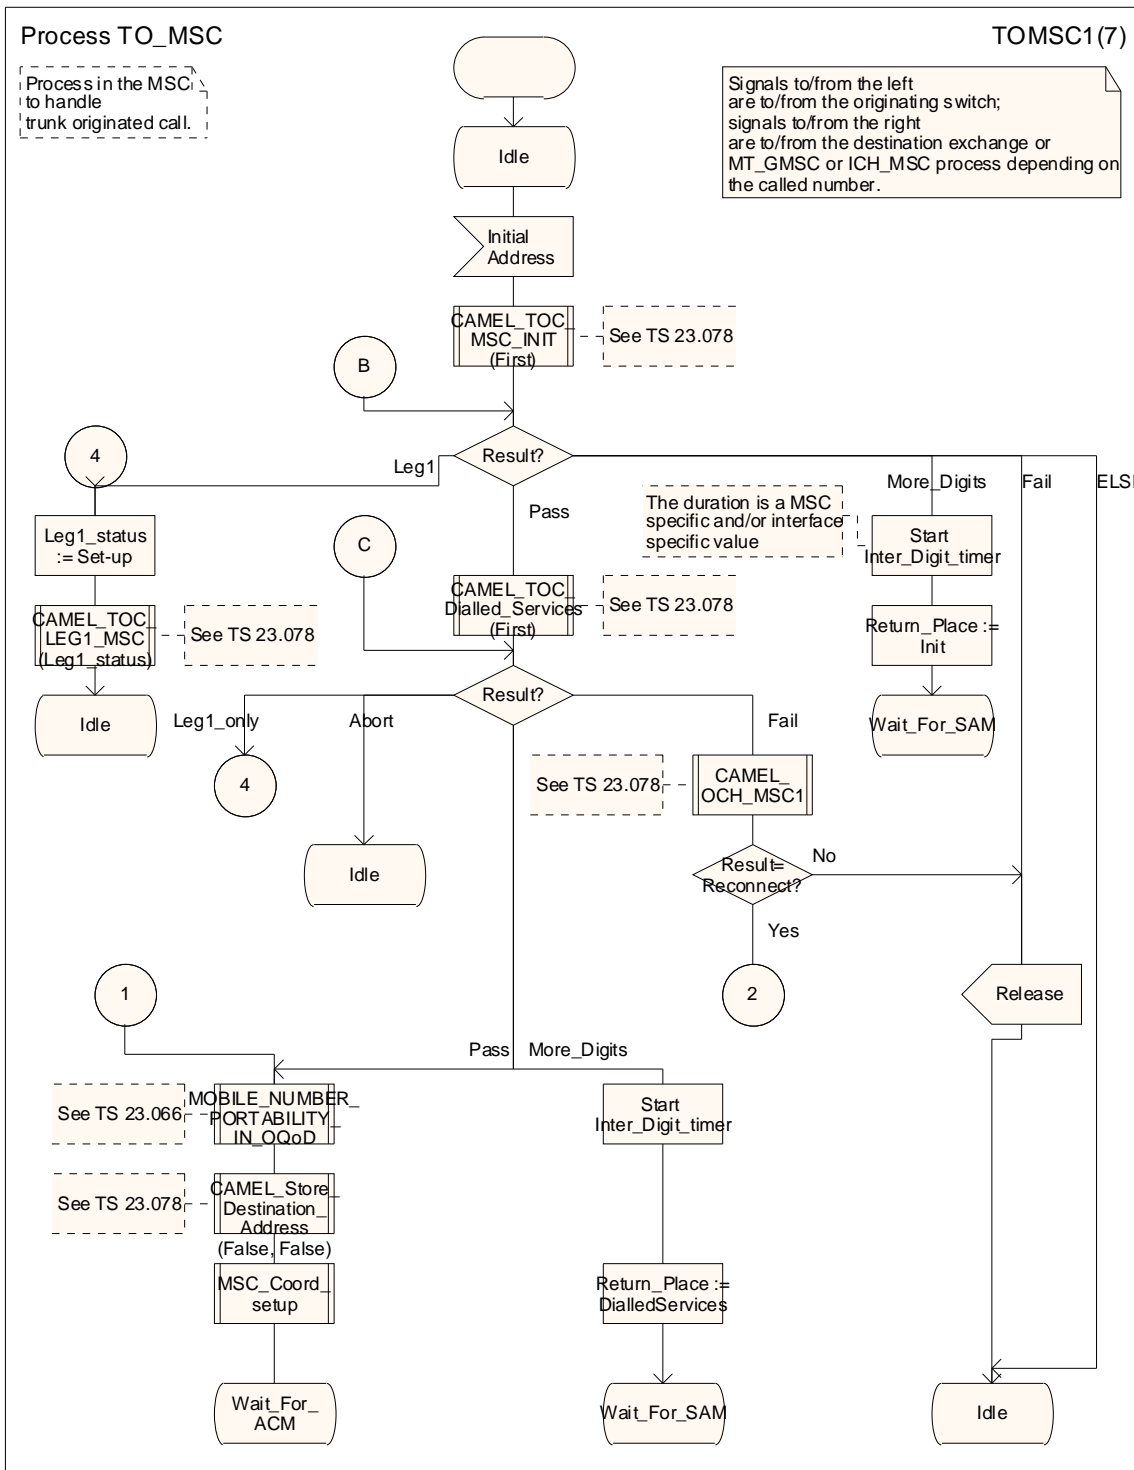 Process TO_MSC
TOMSC1(7)
Process in the MSC
to handle
trunk originated call.
Signals to/from the left
are to/from the originating switch;
signals to/from the right
are to/from the destination exchange or
MT_GMSC or ICH_MSC process depending on
the called number.
Idle
Initial
Address
CAMEL_TOC_
MSC_INIT
(First)
See TS 23.078
B
4
Result?
Leg1
Pass
More_Digits
Fail
ELSE
Leg1_status
:= Set-up
C
The duration is a MSC
specific and/or interface
specific value
Start
Inter_Digit_timer
CAMEL_TOC_
LEG1_MSC
(Leg1_status)
See TS 23.078
CAMEL_TOC_
Dialled_Services
(First)
See TS 23.078
Return_Place :=
Init
Idle
Result?
Leg1_only
Abort
Fail
Wait_For_SAM
4
See TS 23.078
CAMEL_
OCH_MSC1
Idle
Result=
Reconnect?
No
Yes
1
2
Release
Pass
More_Digits
See TS 23.066
MOBILE_NUMBER_
PORTABILITY_
IN_OQoD
Start
Inter_Digit_timer
See TS 23.078
CAMEL_Store_
Destination_
Address
(False, False)
MSC_Coord_
setup
Return_Place :=
DialledServices
Wait_For_
ACM
Wait_For_SAM
Idle